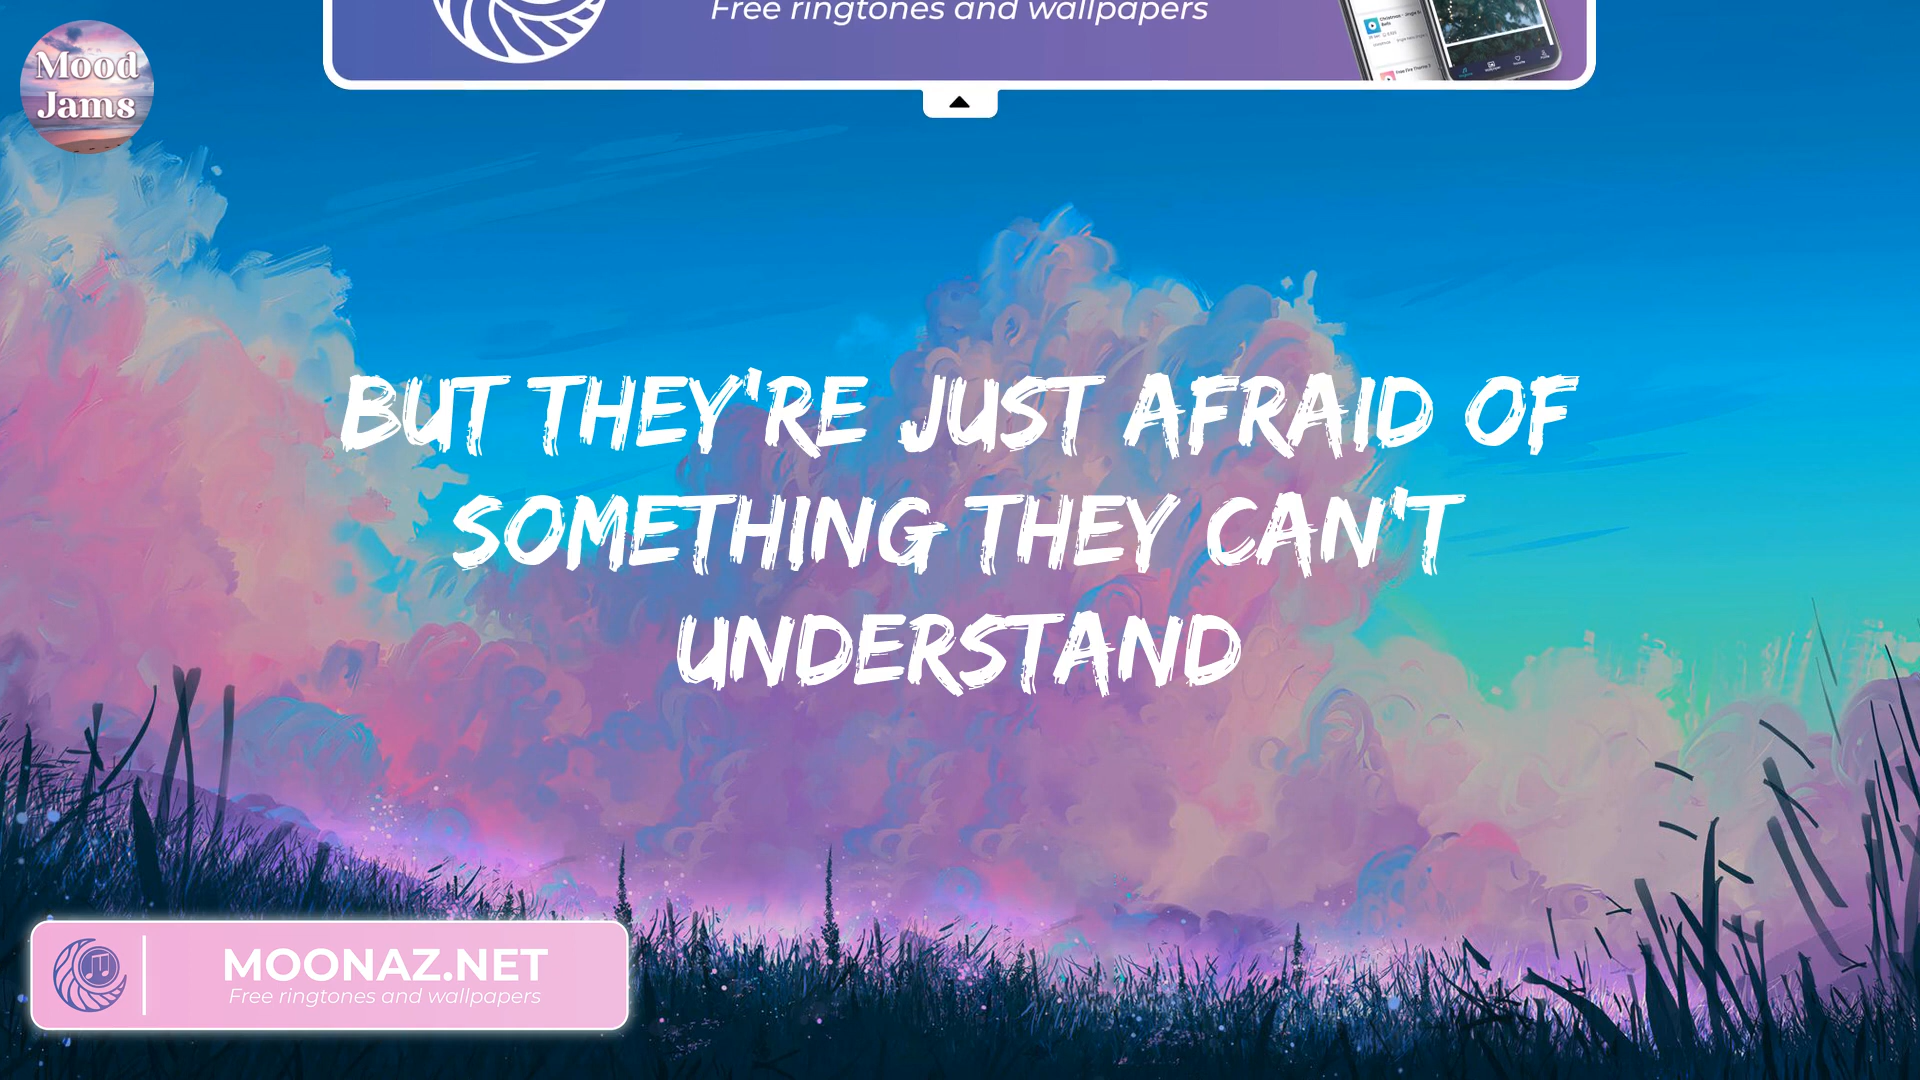 Free ringtones and wallpapers
Mood
Jams
BUT THEY'RE JUST AFRAID OF
SOMETHING THEY CAN'T
UNDERSTAND
MOONAZ.NET
Free ringtones and wallpapers